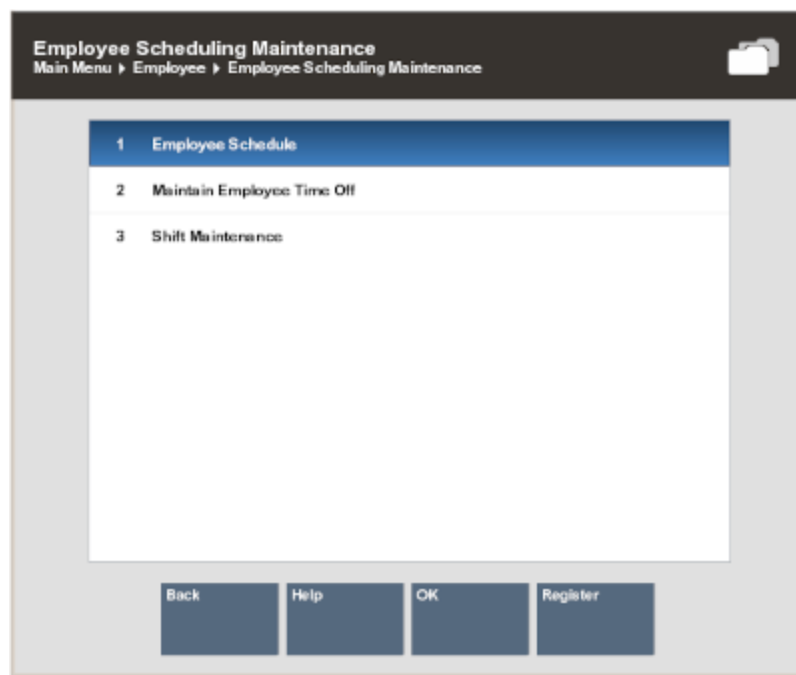 Employee Scheduling Maintenance
Main Menu ▸ Employee ▸ Employee Scheduling Maintenance
1 Employee Schedule
2 Maintain Employee Time Off
3 Shift Maintenance
Back Help OK Register